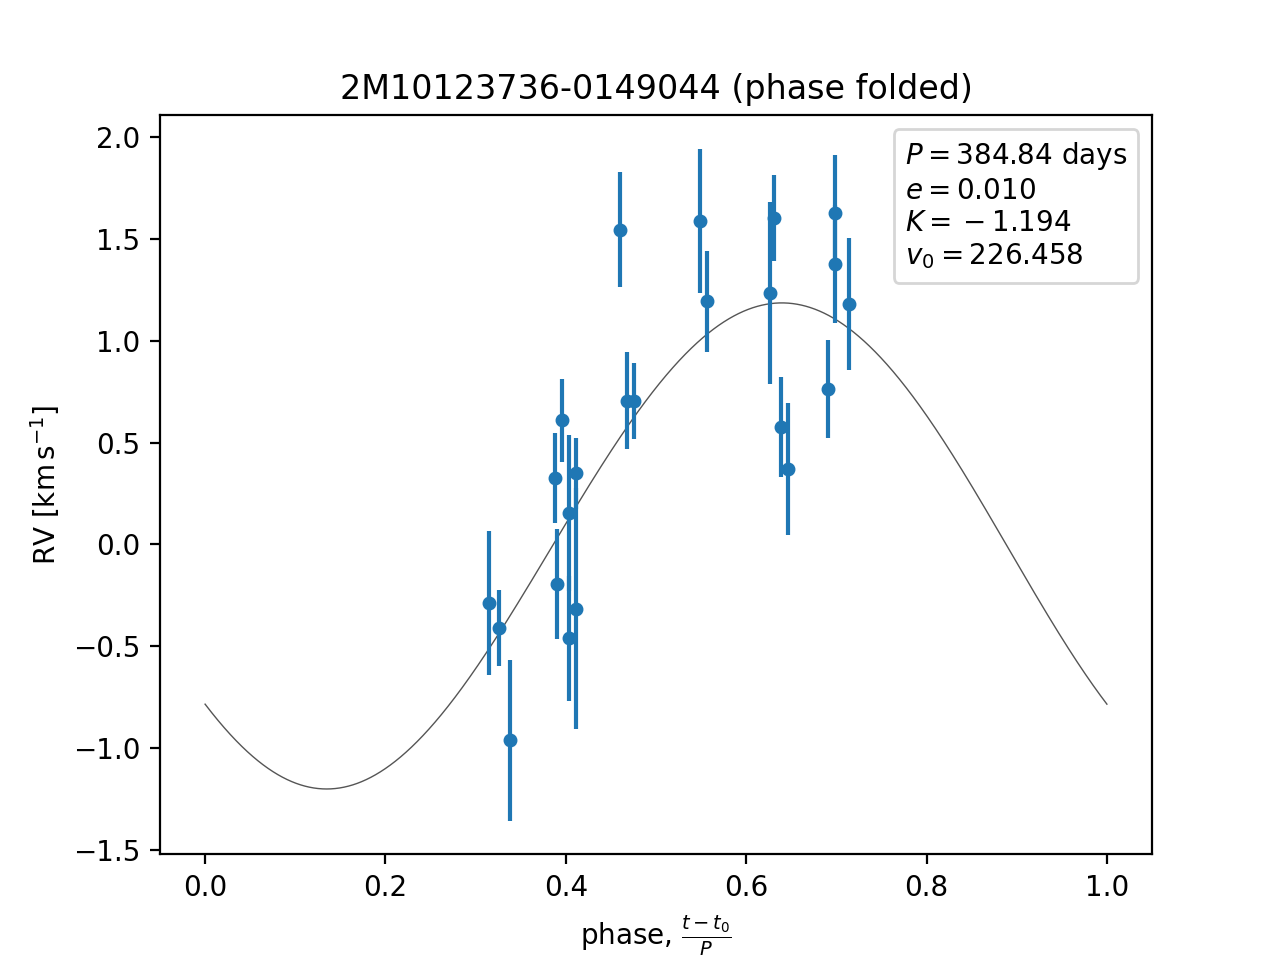 2M10123736-0149044 (phase folded)
P = 384.84 days
e = 0.010
K = −1.194
v₀ = 226.458
2.0
1.5
1.0
0.5
0.0
−0.5
−1.0
−1.5
RV [km s⁻¹]
0.0 0.2 0.4 0.6 0.8 1.0
phase, (t − t₀)/P